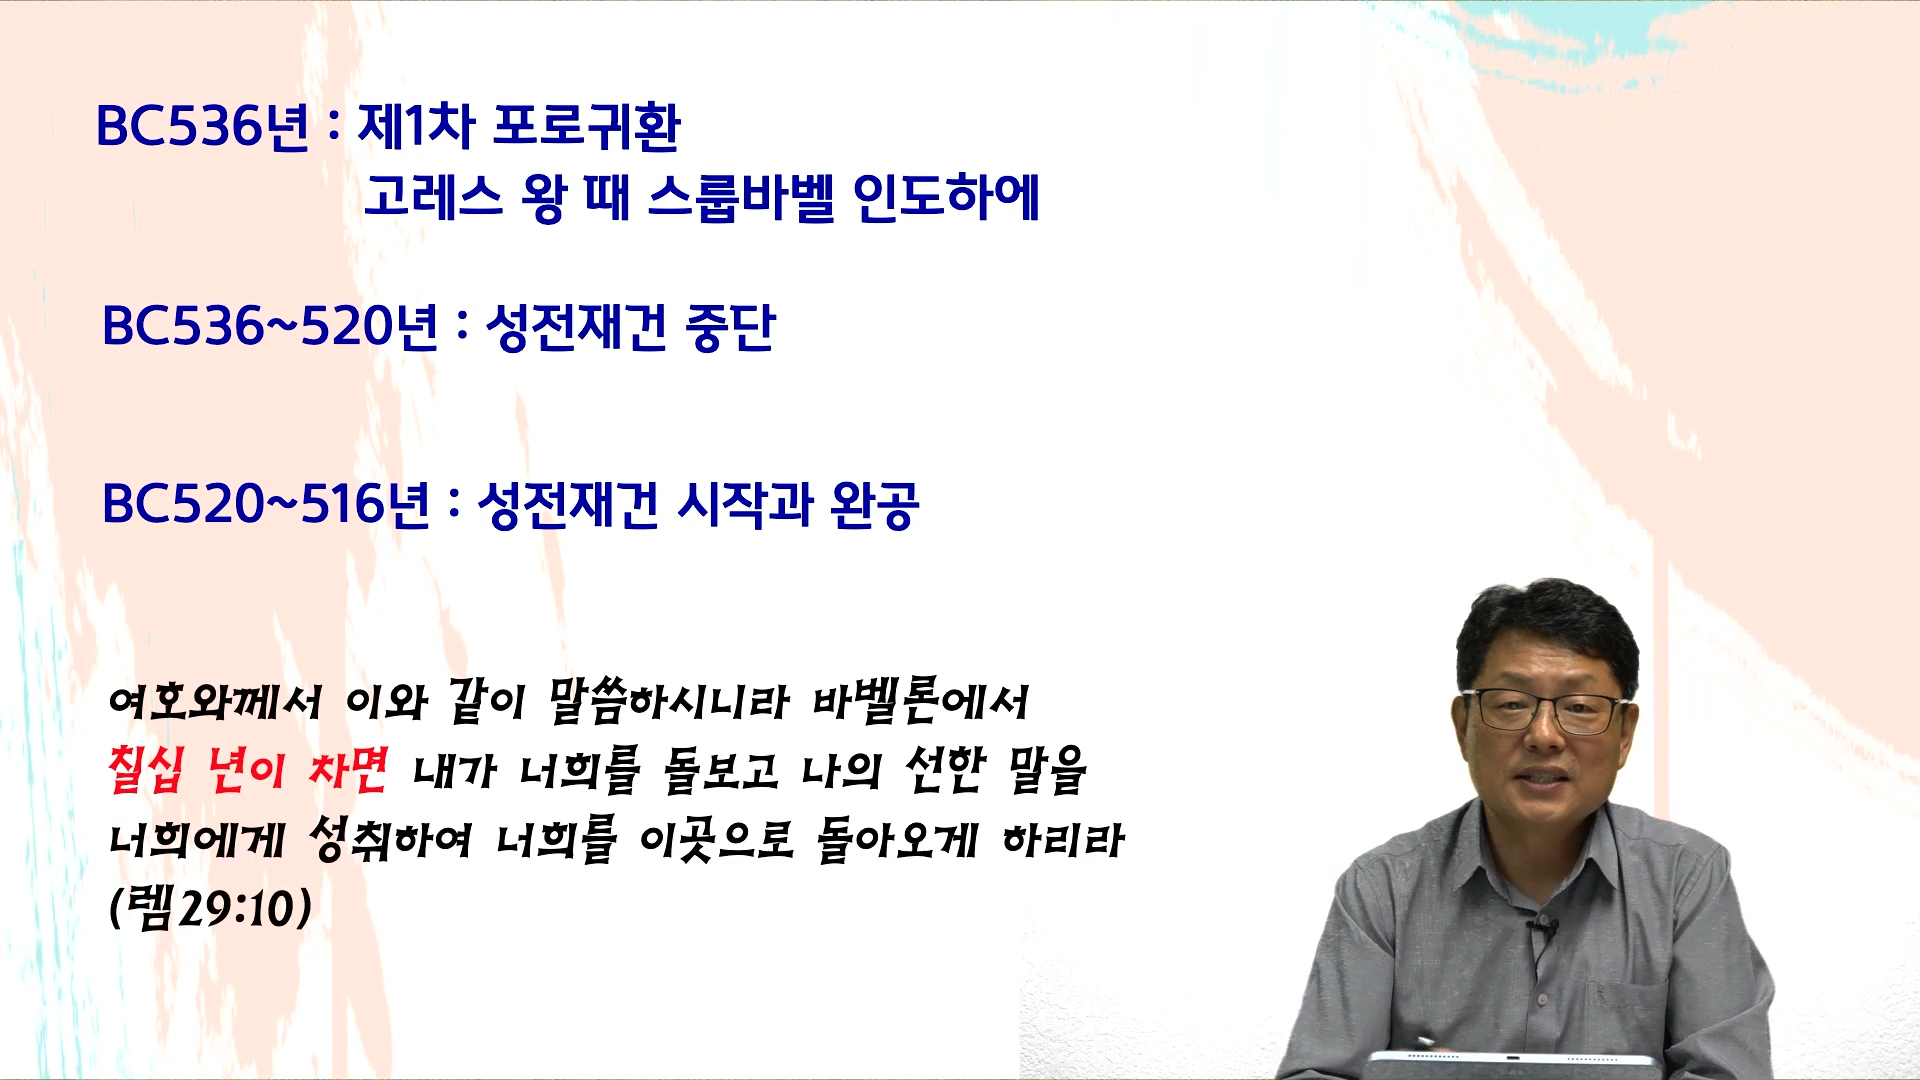 BC536년 : 제1차 포로귀환
고레스 왕 때 스룹바벨 인도하에
BC536~520년 : 성전재건 중단
BC520~516년 : 성전재건 시작과 완공
여호와께서 이와 같이 말씀하시니라 바벨론에서
칠십 년이 차면 내가 너희를 돌보고 나의 선한 말을
너희에게 성취하여 너희를 이곳으로 돌아오게 하리라
(렘29:10)